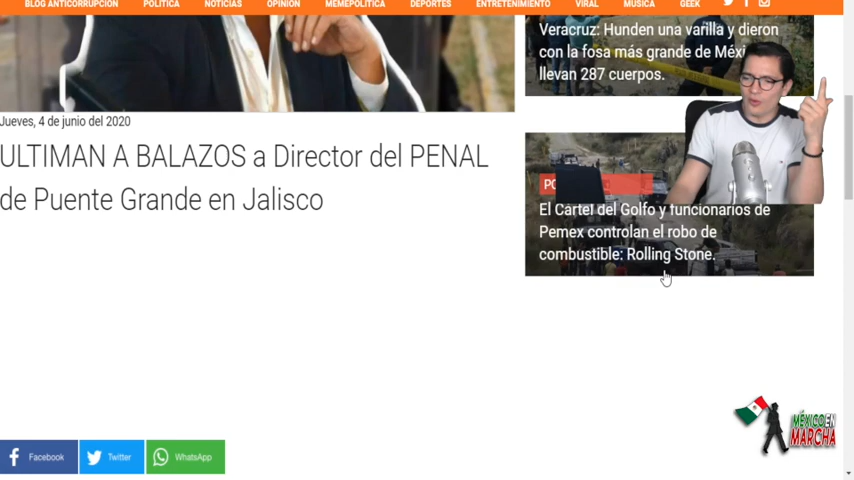 BLOG ANTICORRUPCIÓN POLÍTICA NOTICIAS OPINIÓN MEMEPOLÍTICA DEPORTES ENTRETENIMIENTO VIRAL MÚSICA GEEK
Jueves, 4 de junio del 2020
ULTIMAN A BALAZOS a Director del PENAL
de Puente Grande en Jalisco
Veracruz: Hunden una varilla y dieron
con la fosa más grande de
llevan 287 cuerpos.
El Cártel del Golfo y funcionarios de
Pemex controlan el robo de
combustible: Rolling Stone.
Facebook Twitter WhatsApp
MÉXICO EN
MARCHA